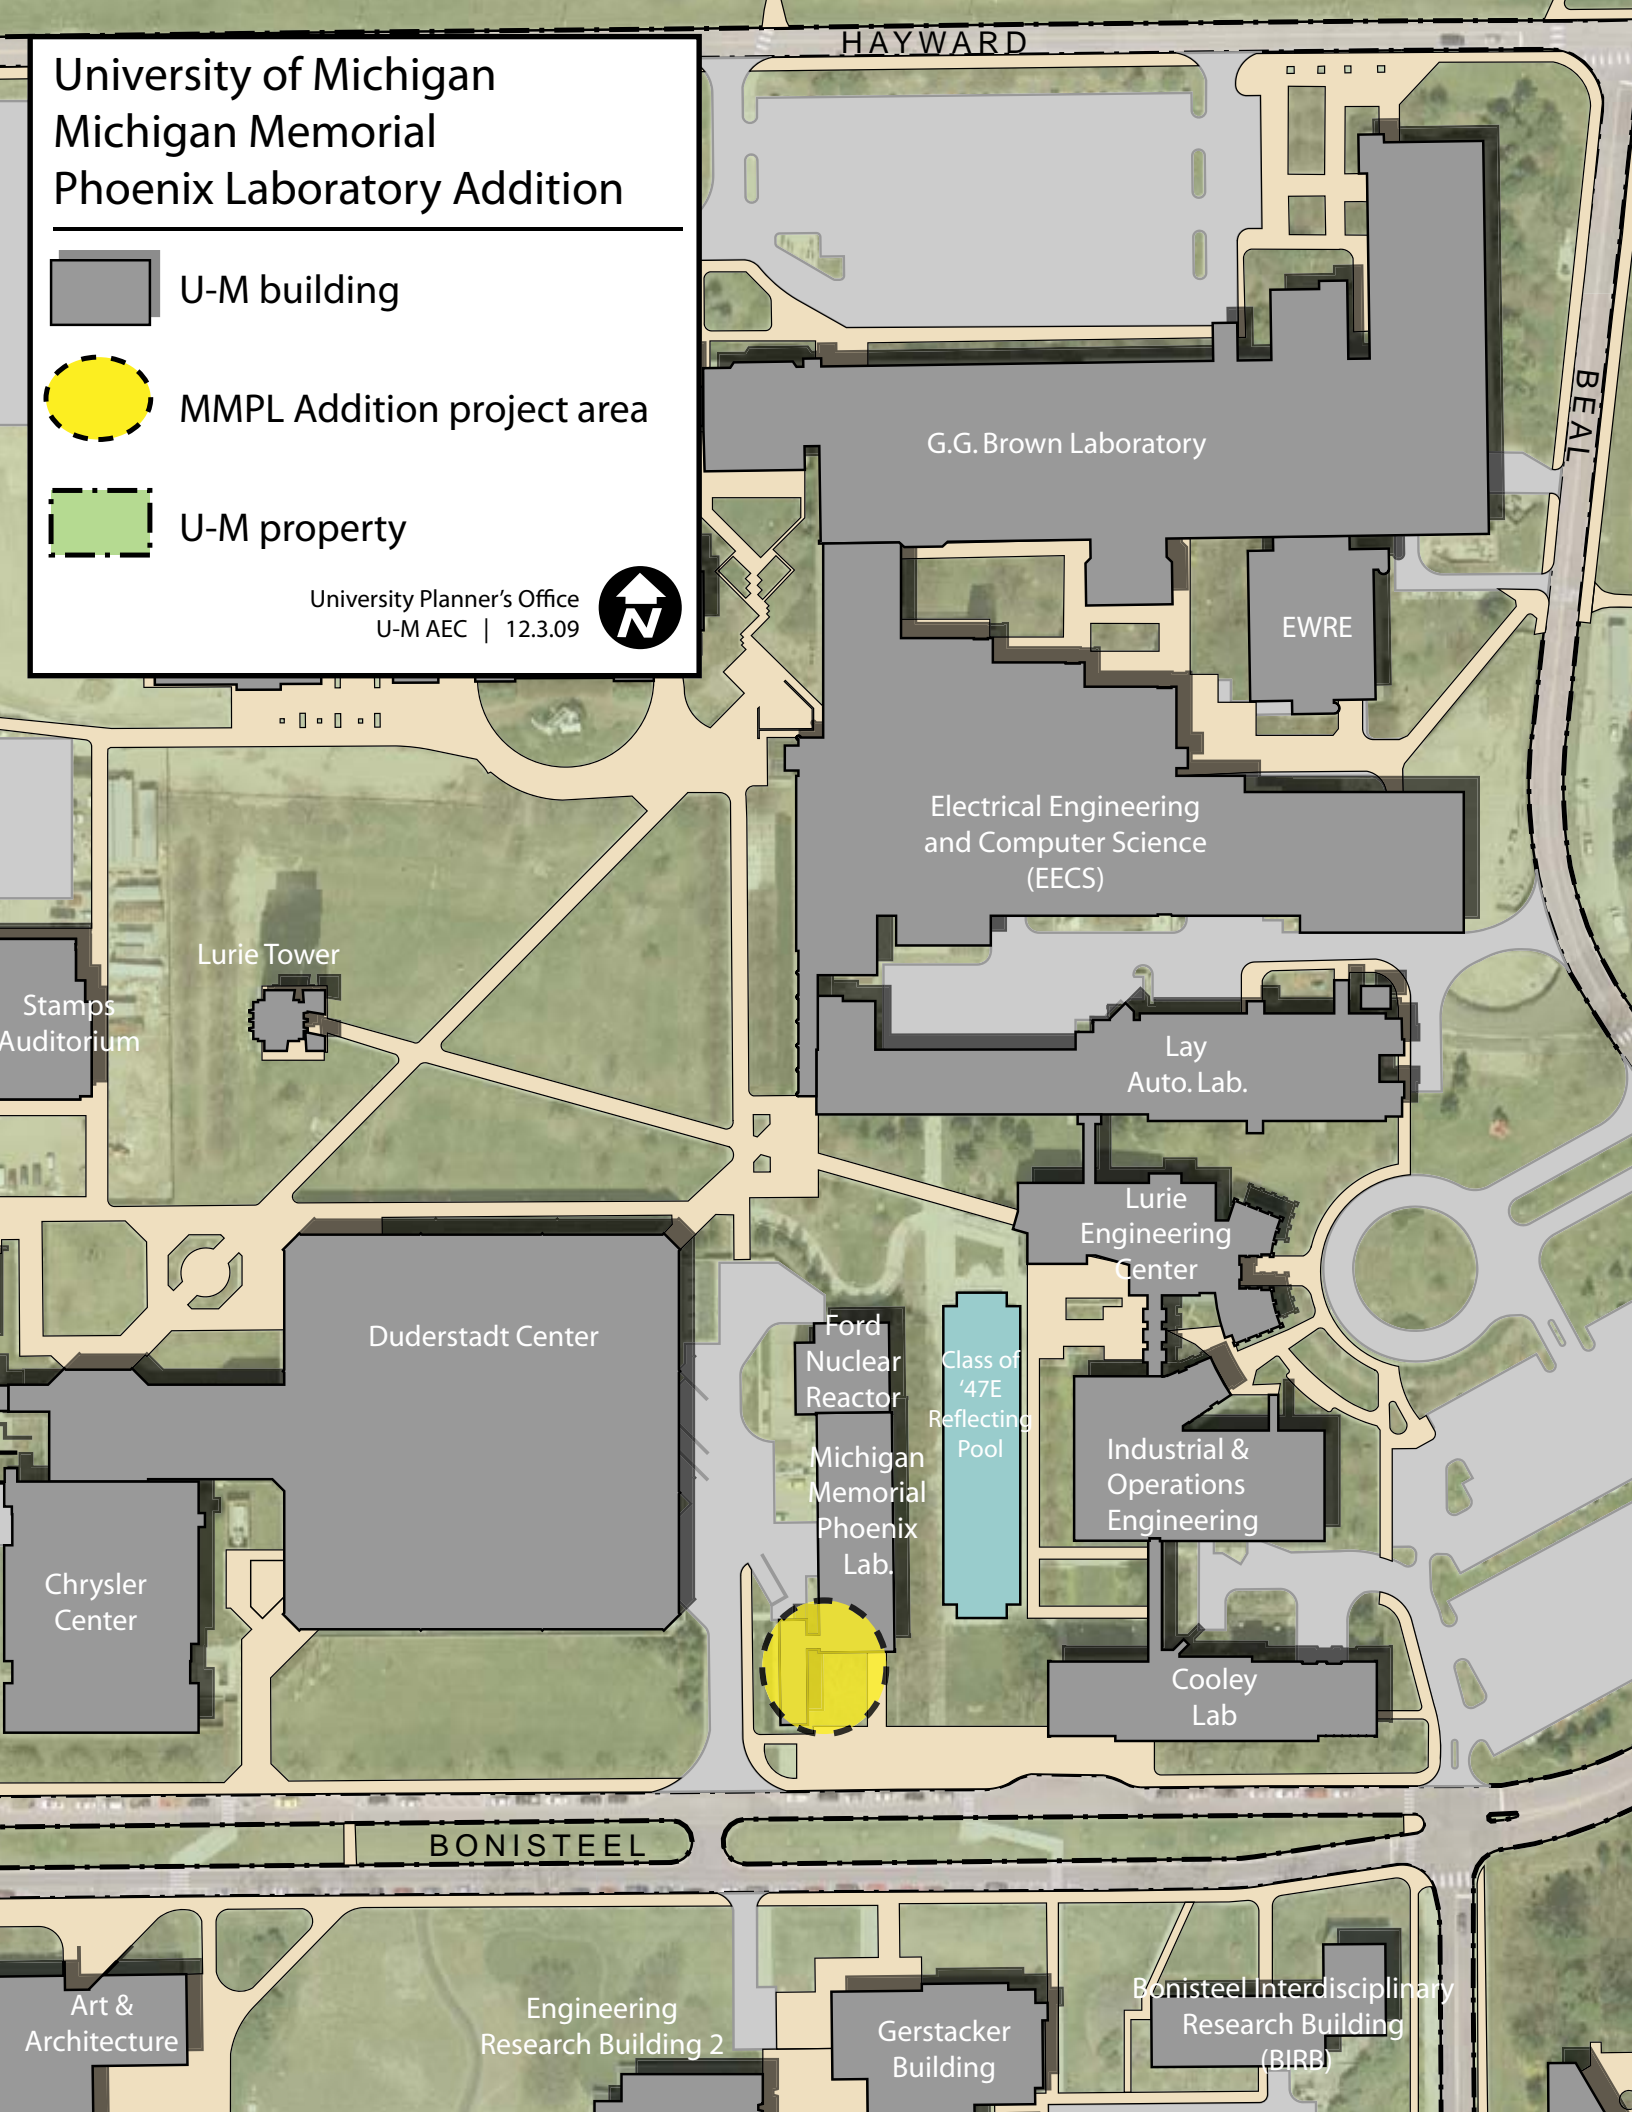 HAYWARD
University of Michigan
Michigan Memorial
Phoenix Laboratory Addition
U-M building
MMPL Addition project area
U-M property
University Planner's Office
U-M AEC | 12.3.09
N
BEAL
G.G. Brown Laboratory
EWRE
Electrical Engineering
and Computer Science
(EECS)
Lurie Tower
Stamps
Auditorium
Lay
Auto. Lab.
Lurie
Engineering
Center
Duderstadt Center
Ford
Nuclear
Reactor
Class of
'47E
Reflecting
Pool
Michigan
Memorial
Phoenix
Lab.
Industrial &
Operations
Engineering
Chrysler
Center
Cooley
Lab
BONISTEEL
Art &
Architecture
Engineering
Research Building 2
Gerstacker
Building
Bonisteel Interdisciplinary
Research Building
(BIRB)